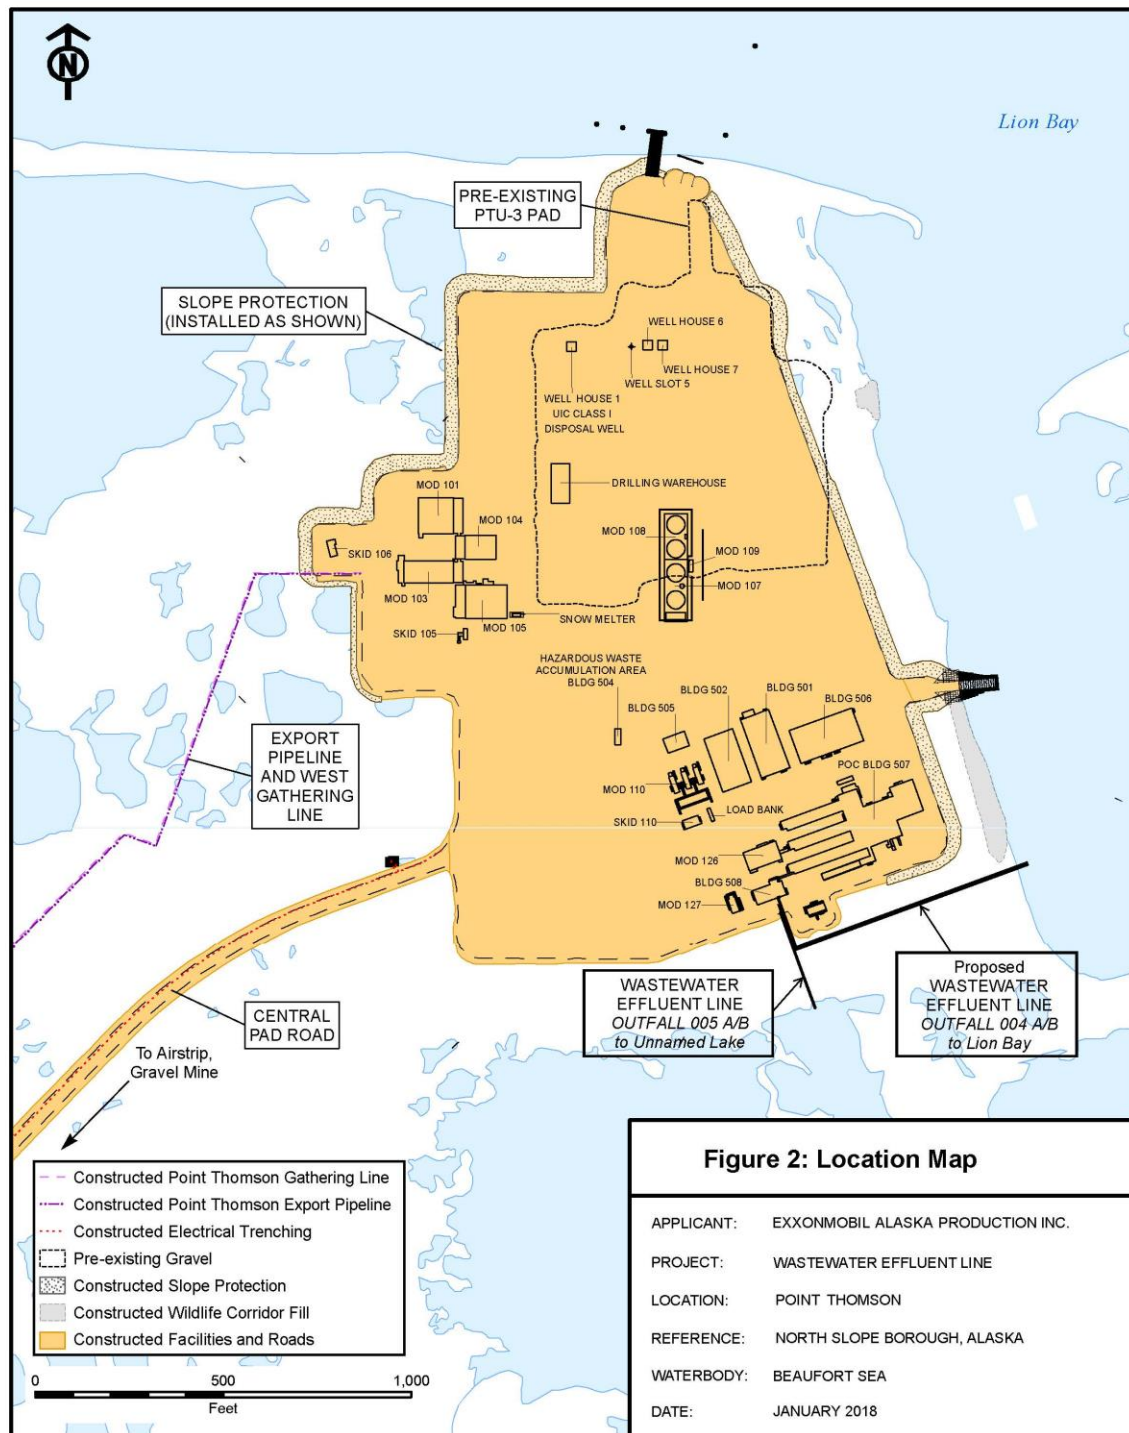 N
Lion Bay
PRE-EXISTING
PTU-3 PAD
SLOPE PROTECTION
(INSTALLED AS SHOWN)
WELL HOUSE 6
WELL HOUSE 7
WELL SLOT 5
WELL HOUSE 1
UIC CLASS I
DISPOSAL WELL
DRILLING WAREHOUSE
MOD 101
MOD 104
SKID 106
MOD 103
MOD 105
SKID 105
SNOW MELTER
MOD 108
MOD 109
MOD 107
HAZARDOUS WASTE
ACCUMULATION AREA
BLDG 504
BLDG 505
BLDG 502
BLDG 501
BLDG 506
POC BLDG 507
MOD 110
LOAD BANK
SKID 110
MOD 126
BLDG 508
MOD 127
EXPORT
PIPELINE
AND WEST
GATHERING
LINE
CENTRAL
PAD ROAD
To Airstrip,
Gravel Mine
WASTEWATER
EFFLUENT LINE
OUTFALL 005 A/B
to Unnamed Lake
Proposed
WASTEWATER
EFFLUENT LINE
OUTFALL 004 A/B
to Lion Bay
Constructed Point Thomson Gathering Line
Constructed Point Thomson Export Pipeline
Constructed Electrical Trenching
Pre-existing Gravel
Constructed Slope Protection
Constructed Wildlife Corridor Fill
Constructed Facilities and Roads
0 500 1,000
Feet
Figure 2: Location Map
APPLICANT: EXXONMOBIL ALASKA PRODUCTION INC.
PROJECT: WASTEWATER EFFLUENT LINE
LOCATION: POINT THOMSON
REFERENCE: NORTH SLOPE BOROUGH, ALASKA
WATERBODY: BEAUFORT SEA
DATE: JANUARY 2018